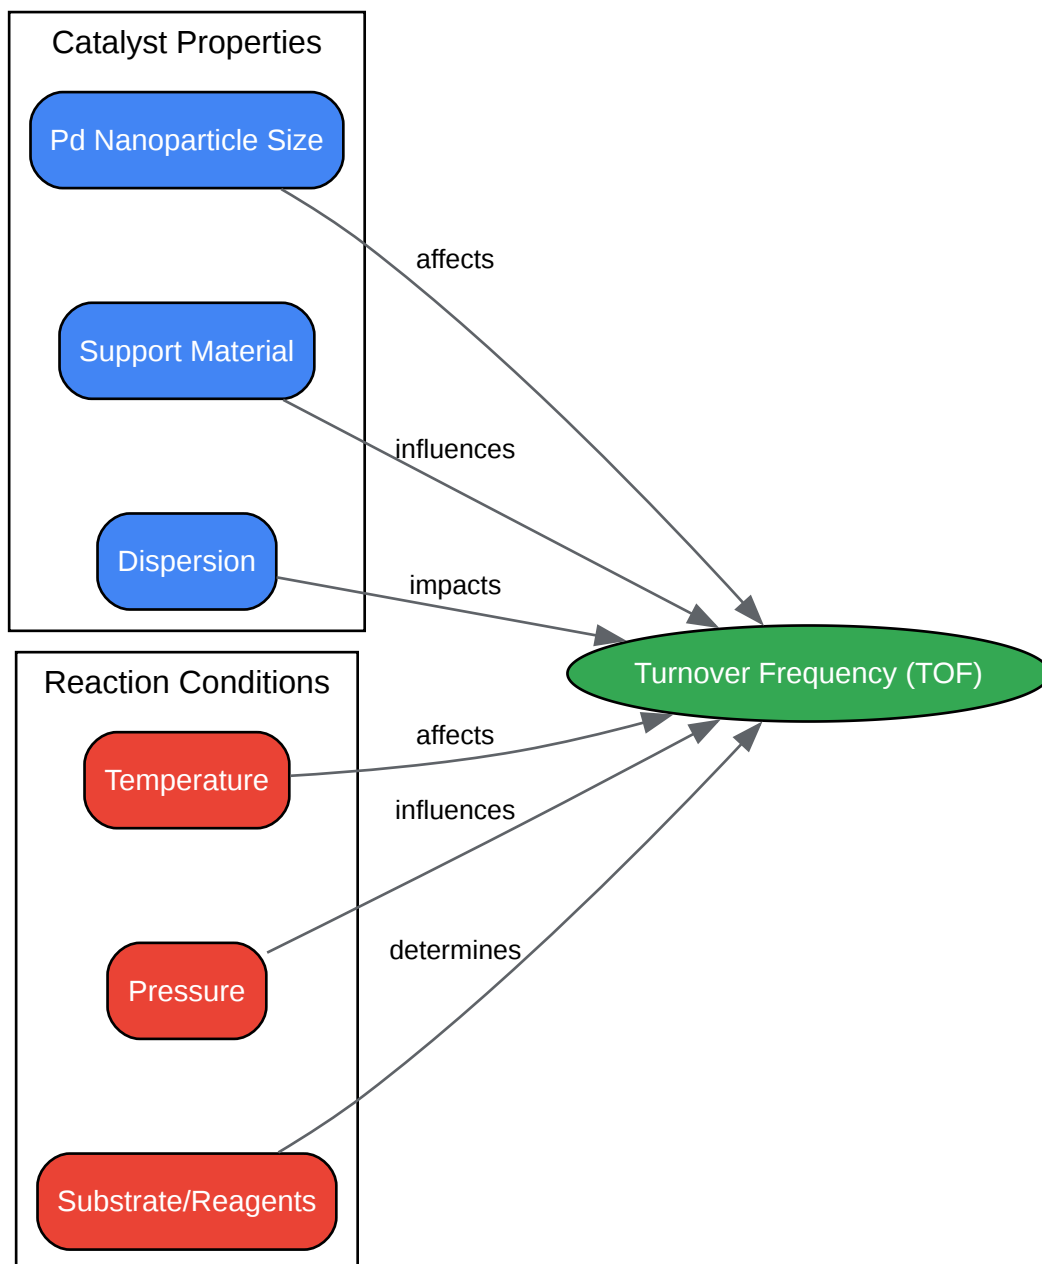 Catalyst Properties
Pd Nanoparticle Size
affects
Support Material
influences
Dispersion
impacts
Turnover Frequency (TOF)
Reaction Conditions
Temperature
affects
influences
Pressure
determines
Substrate/Reagents